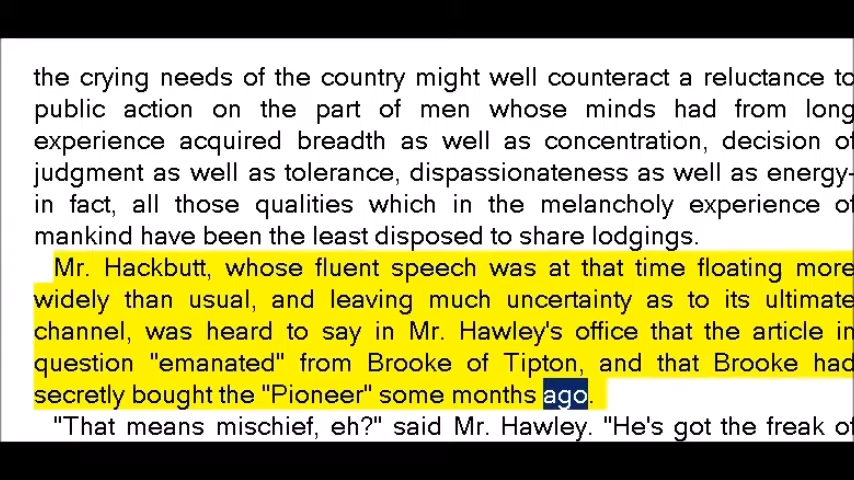 the crying needs of the country might well counteract a reluctance to
public action on the part of men whose minds had from long
experience acquired breadth as well as concentration, decision of
judgment as well as tolerance, dispassionateness as well as energy-
in fact, all those qualities which in the melancholy experience of
mankind have been the least disposed to share lodgings.
Mr. Hackbutt, whose fluent speech was at that time floating more
widely than usual, and leaving much uncertainty as to its ultimate
channel, was heard to say in Mr. Hawley's office that the article in
question "emanated" from Brooke of Tipton, and that Brooke had
secretly bought the "Pioneer" some months ago.
"That means mischief, eh?" said Mr. Hawley. "He's got the freak of